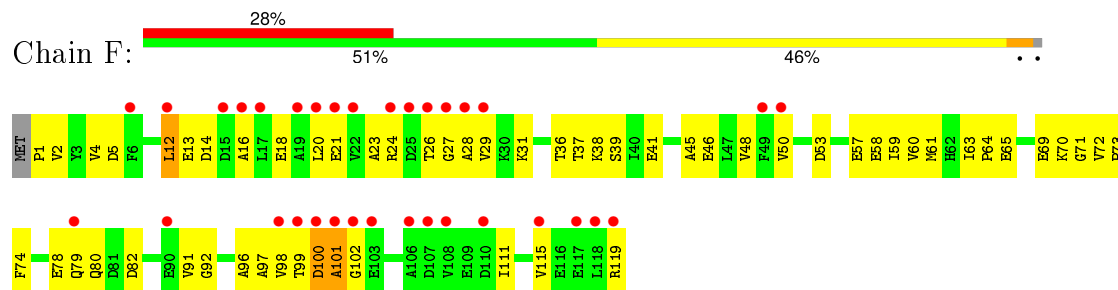 28%
Chain F:
51% 46% • •
MET P1 V2 Y3 V4 D5 F6 L12 E13 D14 D15 A16 L17 E18 A19 L20 E21 V22 A23 R24 D25 T26 G27 A28 V29 K30 K31 T36 T37 K38 S39 I40 E41 A45 E46 L47 V48 F49 V50 D53 E57 E58 I59 V60 M61 H62 I63 P64 E65 E69 K70 G71 V72 P73
F74 E78 Q79 Q80 D81 D82 E90 V91 G92 A96 A97 V98 T99 D100 A101 G102 E103 A106 D107 V108 E109 D110 I111 V115 E116 E117 L118 R119